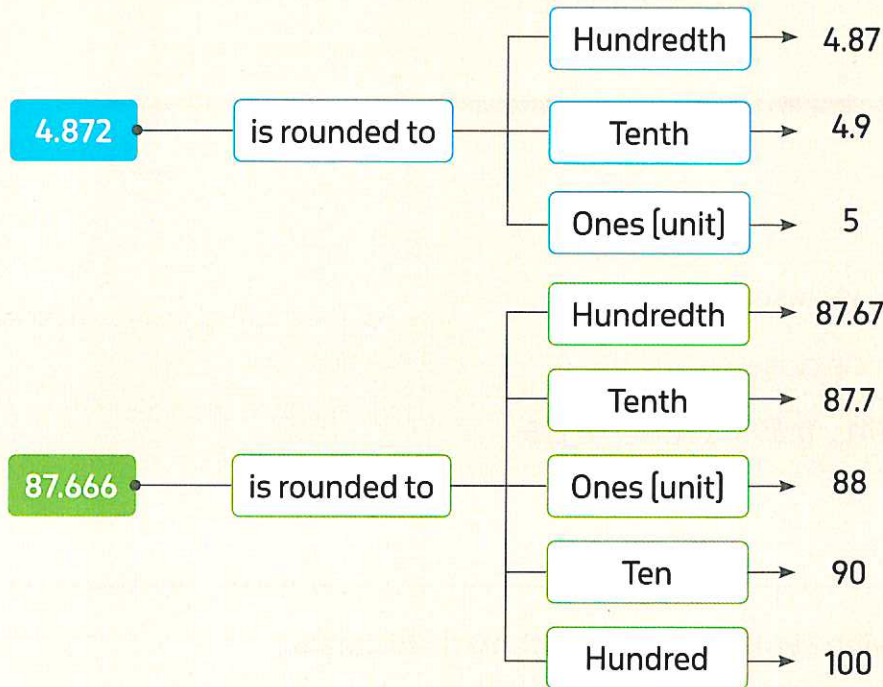 Hundredth 4.87
4.872 is rounded to Tenth 4.9
Ones (unit) 5
Hundredth 87.67
Tenth 87.7
87.666 is rounded to Ones (unit) 88
Ten 90
Hundred 100